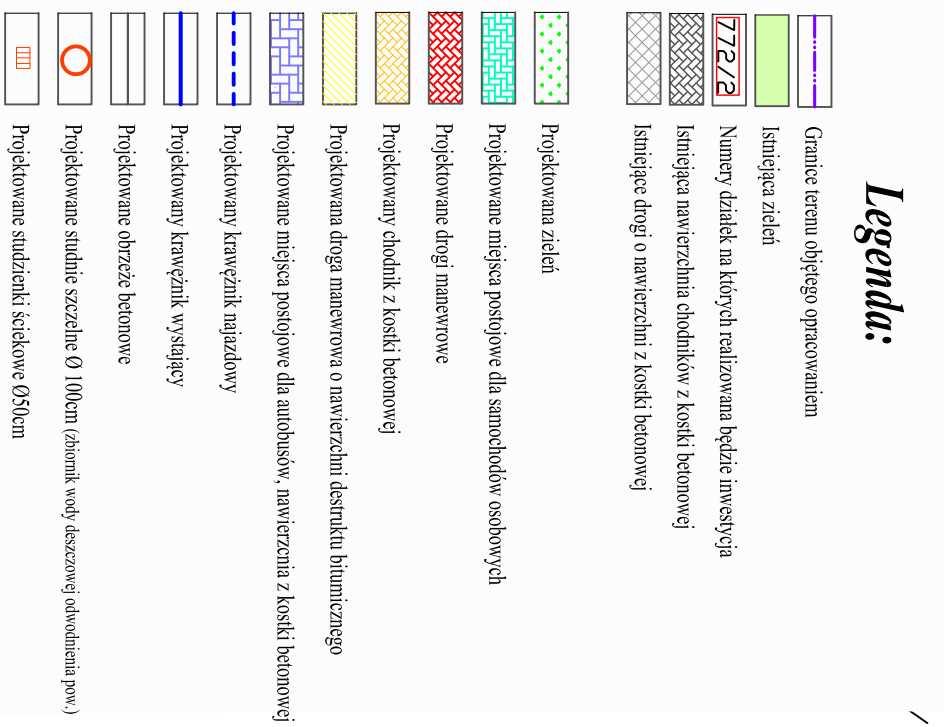 Legenda:
Granice terenu objętego opracowaniem
Istniejąca zieleń
772/2
Numery działek na których realizowana będzie inwestycja
Istniejąca nawierzchnia chodników z kostki betonowej
Istniejące drogi o nawierzchni z kostki betonowej
Projektowana zieleń
Projektowane miejsca postojowe dla samochodów osobowych
Projektowane drogi manewrowe
Projektowany chodnik z kostki betonowej
Projektowana droga manewrowa o nawierzchni destruktu bitumicznego
Projektowane miejsca postojowe dla autobusów, nawierzcnia z kostki betonowej
Projektowany krawężnik najazdowy
Projektowany krawężnik wystający
Projektowane obrzeże betonowe
Projektowane studnie szczelne Ø 100cm (zbiornik wody deszczowej odwodnienia pow.)
Projektowane studzienki ściekowe Ø50cm